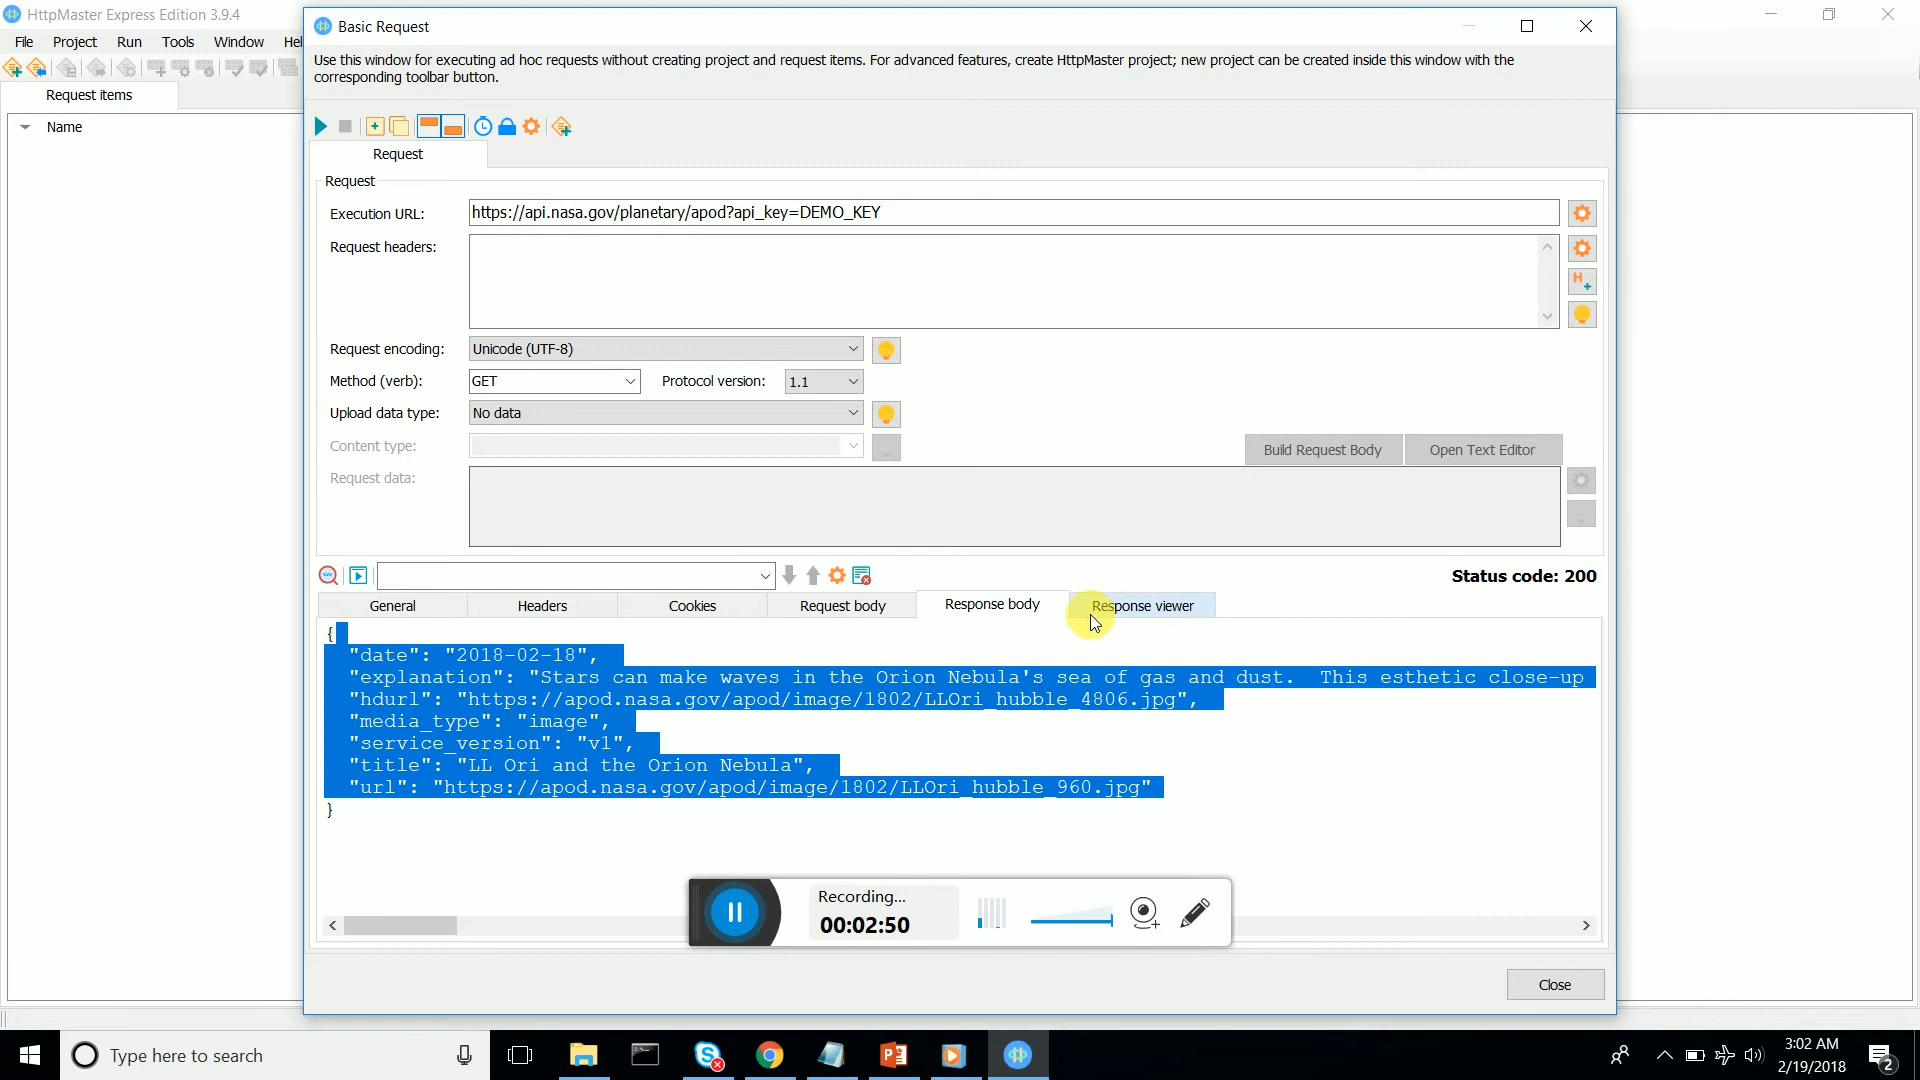 HttpMaster Express Edition 3.9.4
File Project Run Tools Window Hel
Request items
Name
Basic Request
Use this window for executing ad hoc requests without creating project and request items. For advanced features, create HttpMaster project; new project can be created inside this window with the
corresponding toolbar button.
Request
Request
Execution URL: https://api.nasa.gov/planetary/apod?api_key=DEMO_KEY
Request headers:
H
Request encoding: Unicode (UTF-8)
Method (verb): GET Protocol version: 1.1
Upload data type: No data
Content type:
Build Request Body Open Text Editor
Request data:
Status code: 200
General Headers Cookies Request body Response body Response viewer
{
"date": "2018-02-18",
"explanation": "Stars can make waves in the Orion Nebula's sea of gas and dust. This esthetic close-up
"hdurl": "https://apod.nasa.gov/apod/image/1802/LLOri_hubble_4806.jpg",
"media_type": "image",
"service_version": "v1",
"title": "LL Ori and the Orion Nebula",
"url": "https://apod.nasa.gov/apod/image/1802/LLOri_hubble_960.jpg"
}
Recording...
00:02:50
Close
Type here to search
3:02 AM
2/19/2018
2